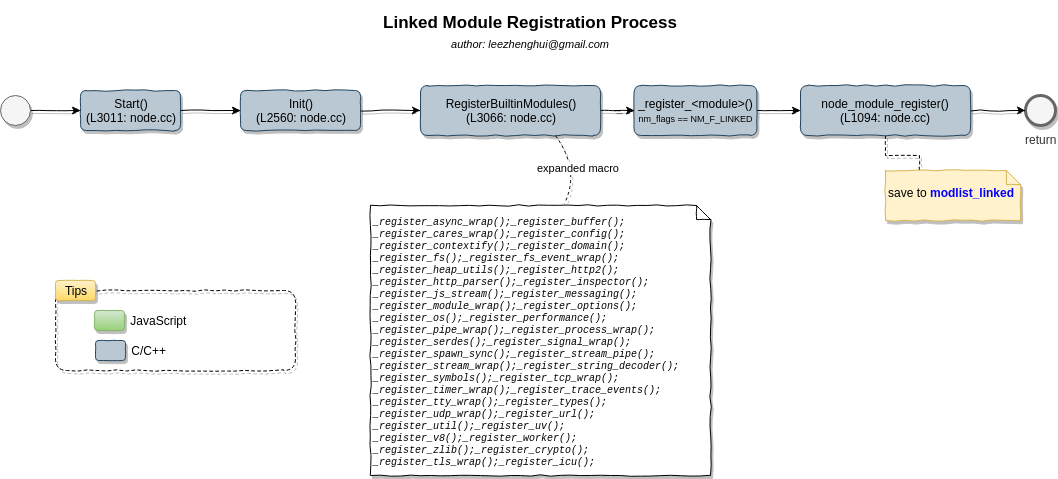 Linked Module Registration Process
author: leezhenghui@gmail.com
Start()
(L3011: node.cc)
Init()
(L2560: node.cc)
RegisterBuiltinModules()
(L3066: node.cc)
_register_<module>()
nm_flags == NM_F_LINKED
node_module_register()
(L1094: node.cc)
return
expanded macro
save to modlist_linked
_register_async_wrap();_register_buffer();
_register_cares_wrap();_register_config();
_register_contextify();_register_domain();
_register_fs();_register_fs_event_wrap();
_register_heap_utils();_register_http2();
_register_http_parser();_register_inspector();
_register_js_stream();_register_messaging();
_register_module_wrap();_register_options();
_register_os();_register_performance();
_register_pipe_wrap();_register_process_wrap();
_register_serdes();_register_signal_wrap();
_register_spawn_sync();_register_stream_pipe();
_register_stream_wrap();_register_string_decoder();
_register_symbols();_register_tcp_wrap();
_register_timer_wrap();_register_trace_events();
_register_tty_wrap();_register_types();
_register_udp_wrap();_register_url();
_register_util();_register_uv();
_register_v8();_register_worker();
_register_zlib();_register_crypto();
_register_tls_wrap();_register_icu();
Tips
JavaScript
C/C++